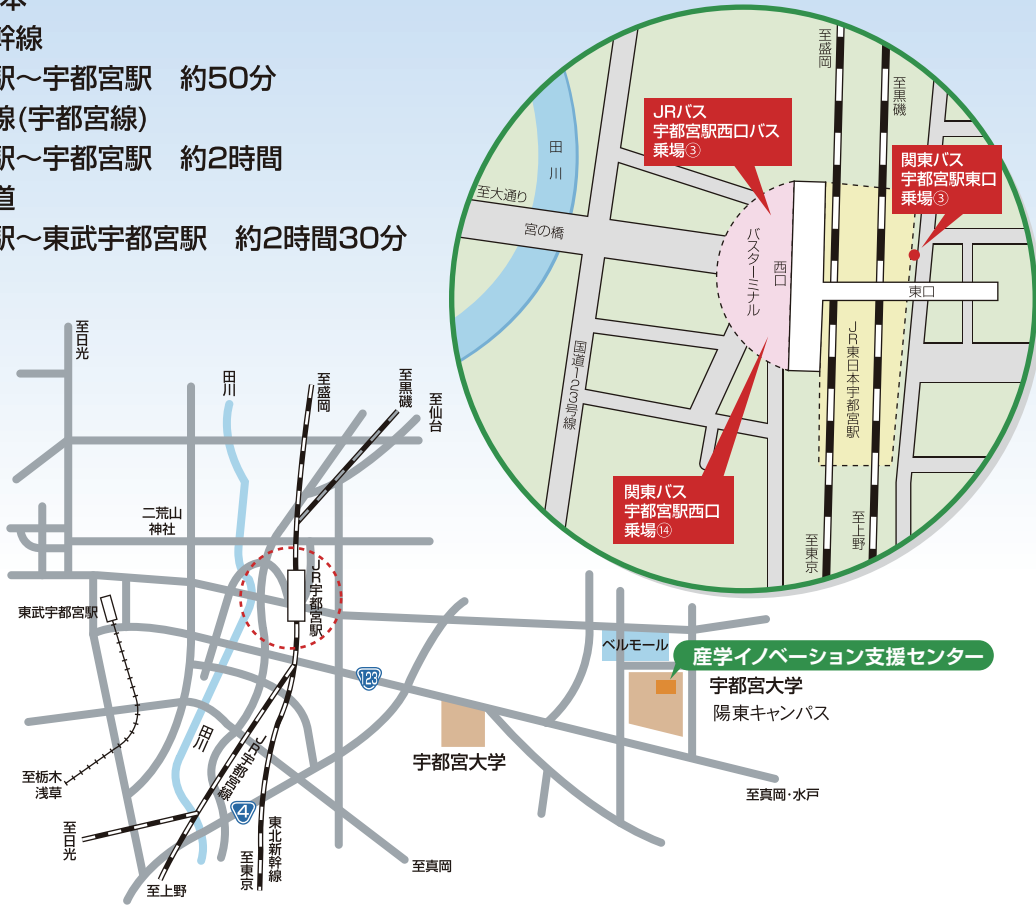 本
幹線
駅～宇都宮駅　約50分
線(宇都宮線)
駅～宇都宮駅　約2時間
道
駅～東武宇都宮駅　約2時間30分
至盛岡
至黒磯
JRバス
宇都宮駅西口バス
乗場③
関東バス
宇都宮駅東口
乗場③
田川
至大通り
宮の橋
バスターミナル
西口
東口
国道123号線
JR東日本宇都宮駅
関東バス
宇都宮駅西口
乗場⑭
至東京
至上野
至日光
田川
至盛岡
至黒磯
至仙台
二荒山
神社
JR宇都宮駅
東武宇都宮駅
123
ベルモール
産学イノベーション支援センター
宇都宮大学
陽東キャンパス
宇都宮大学
田川
JR宇都宮線
至栃木
浅草
4
至真岡・水戸
至日光
東北新幹線
至東京
至真岡
至上野